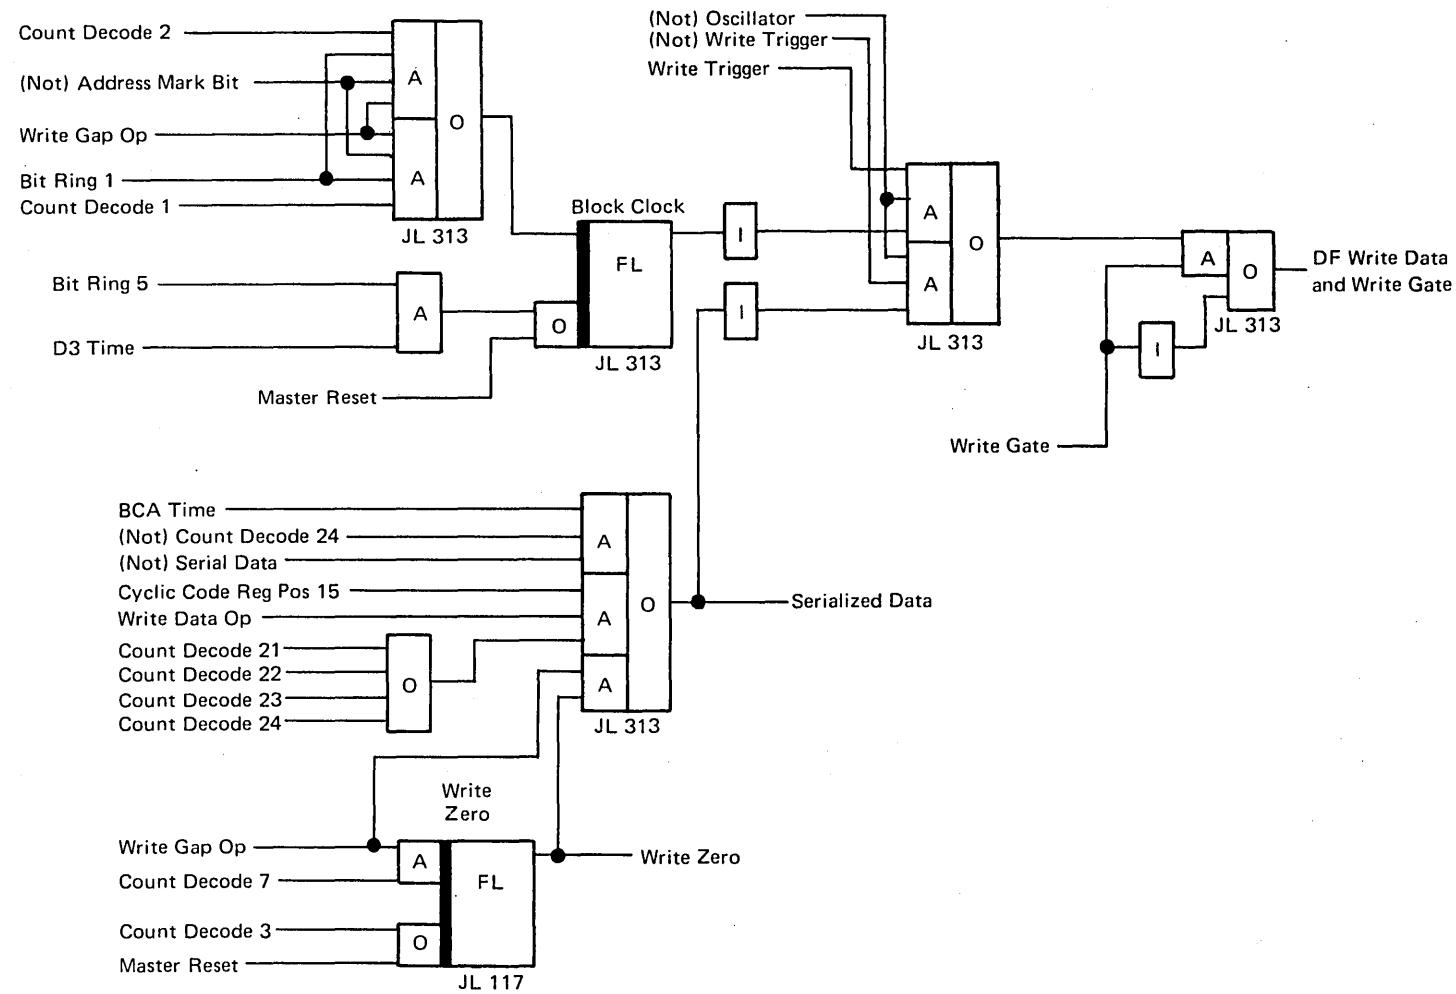 Count Decode 2
(Not) Address Mark Bit
Write Gap Op
Bit Ring 1
Count Decode 1
A
O
A
JL 313
Bit Ring 5
D3 Time
A
Master Reset
Block Clock
FL
O
JL 313
I
I
(Not) Oscillator
(Not) Write Trigger
Write Trigger
A
O
A
JL 313
A
O
JL 313
I
DF Write Data
and Write Gate
Write Gate
BCA Time
(Not) Count Decode 24
(Not) Serial Data
Cyclic Code Reg Pos 15
Write Data Op
Count Decode 21
Count Decode 22
Count Decode 23
Count Decode 24
O
A
A
O
A
JL 313
Serialized Data
Write
Zero
Write Gap Op
Count Decode 7
Count Decode 3
Master Reset
A
FL
O
JL 117
Write Zero